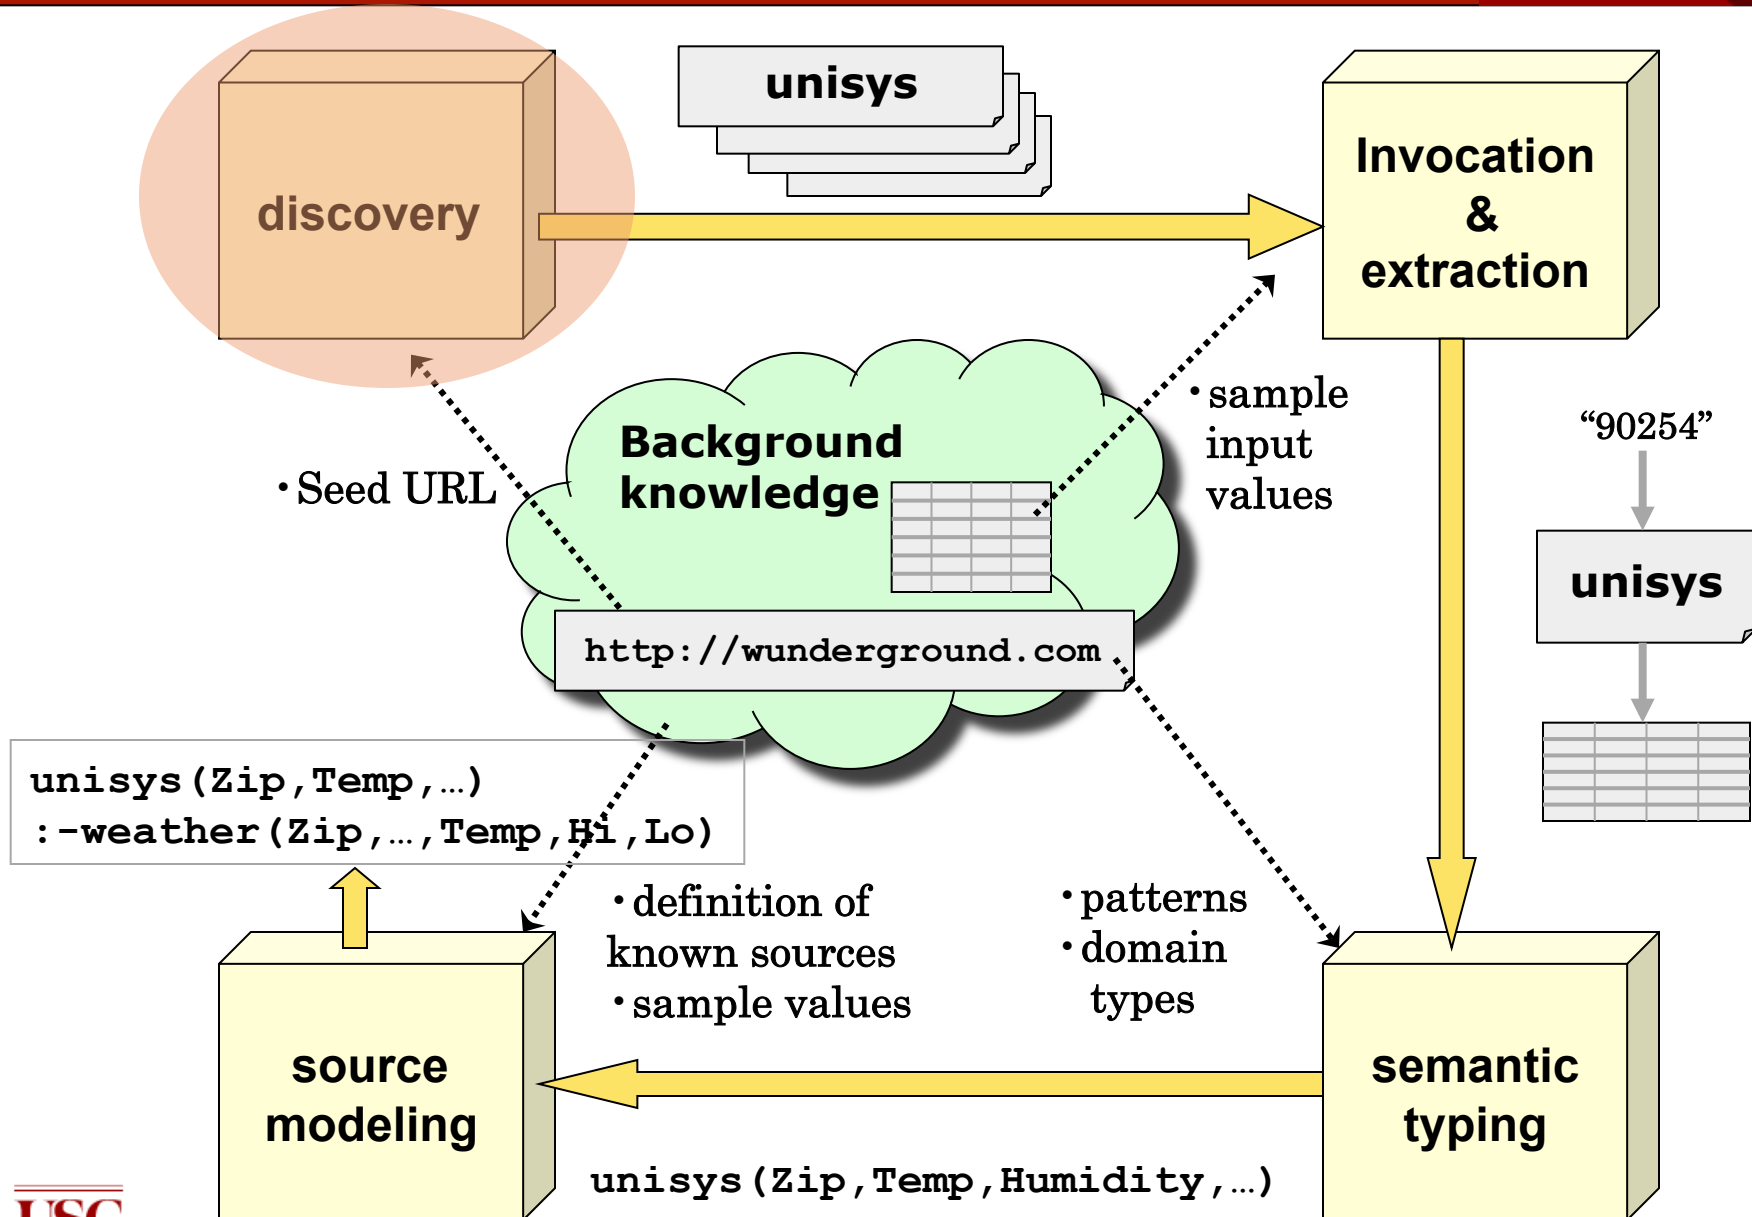 unisys
discovery
Invocation
&
extraction
• sample
input
values
Background
knowledge
• Seed URL
“90254”
unisys
http://wunderground.com
unisys(Zip,Temp,…)
:-weather(Zip,…,Temp,Hi,Lo)
• definition of
known sources
• sample values
• patterns
• domain
types
source
modeling
semantic
typing
unisys(Zip,Temp,Humidity,…)
USC